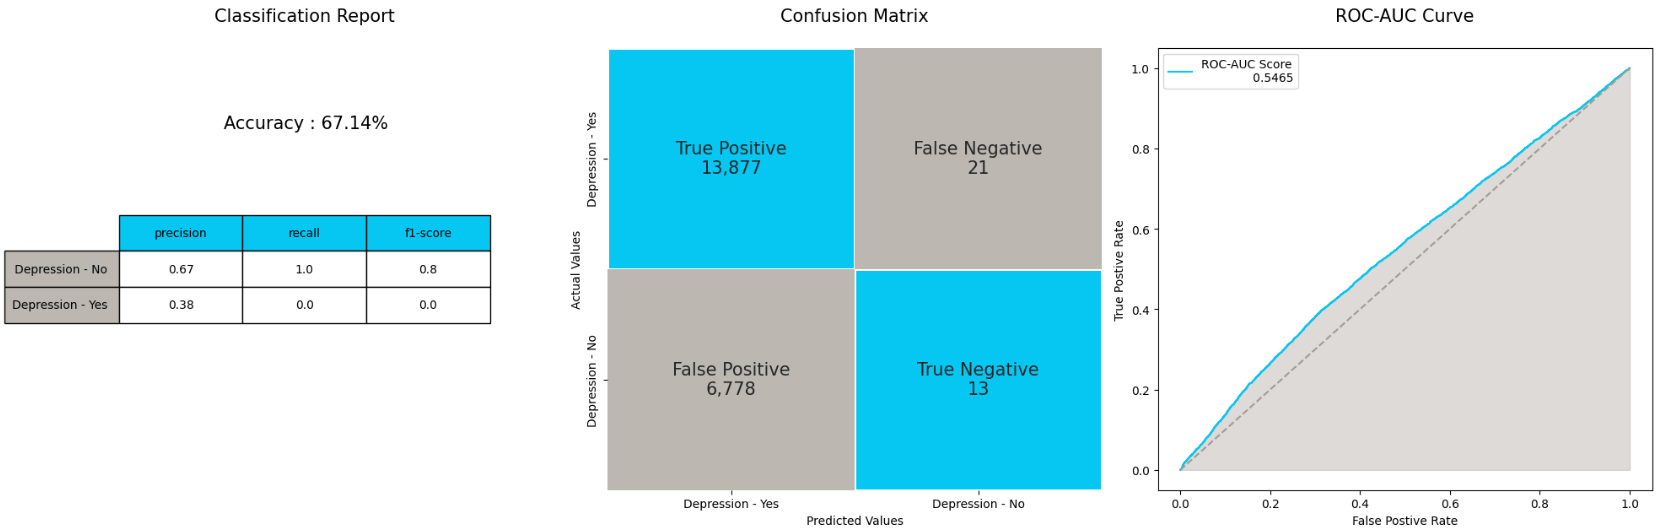 Classification Report
Accuracy : 67.14%
precision recall f1-score
Depression - No 0.67 1.0 0.8
Depression - Yes 0.38 0.0 0.0
Confusion Matrix
Actual Values
Depression - Yes
Depression - No
True Positive
13,877
False Negative
21
False Positive
6,778
True Negative
13
Depression - Yes Depression - No
Predicted Values
ROC-AUC Curve
ROC-AUC Score
0.5465
True Postive Rate
1.0
0.8
0.6
0.4
0.2
0.0
0.0 0.2 0.4 0.6 0.8 1.0
False Postive Rate